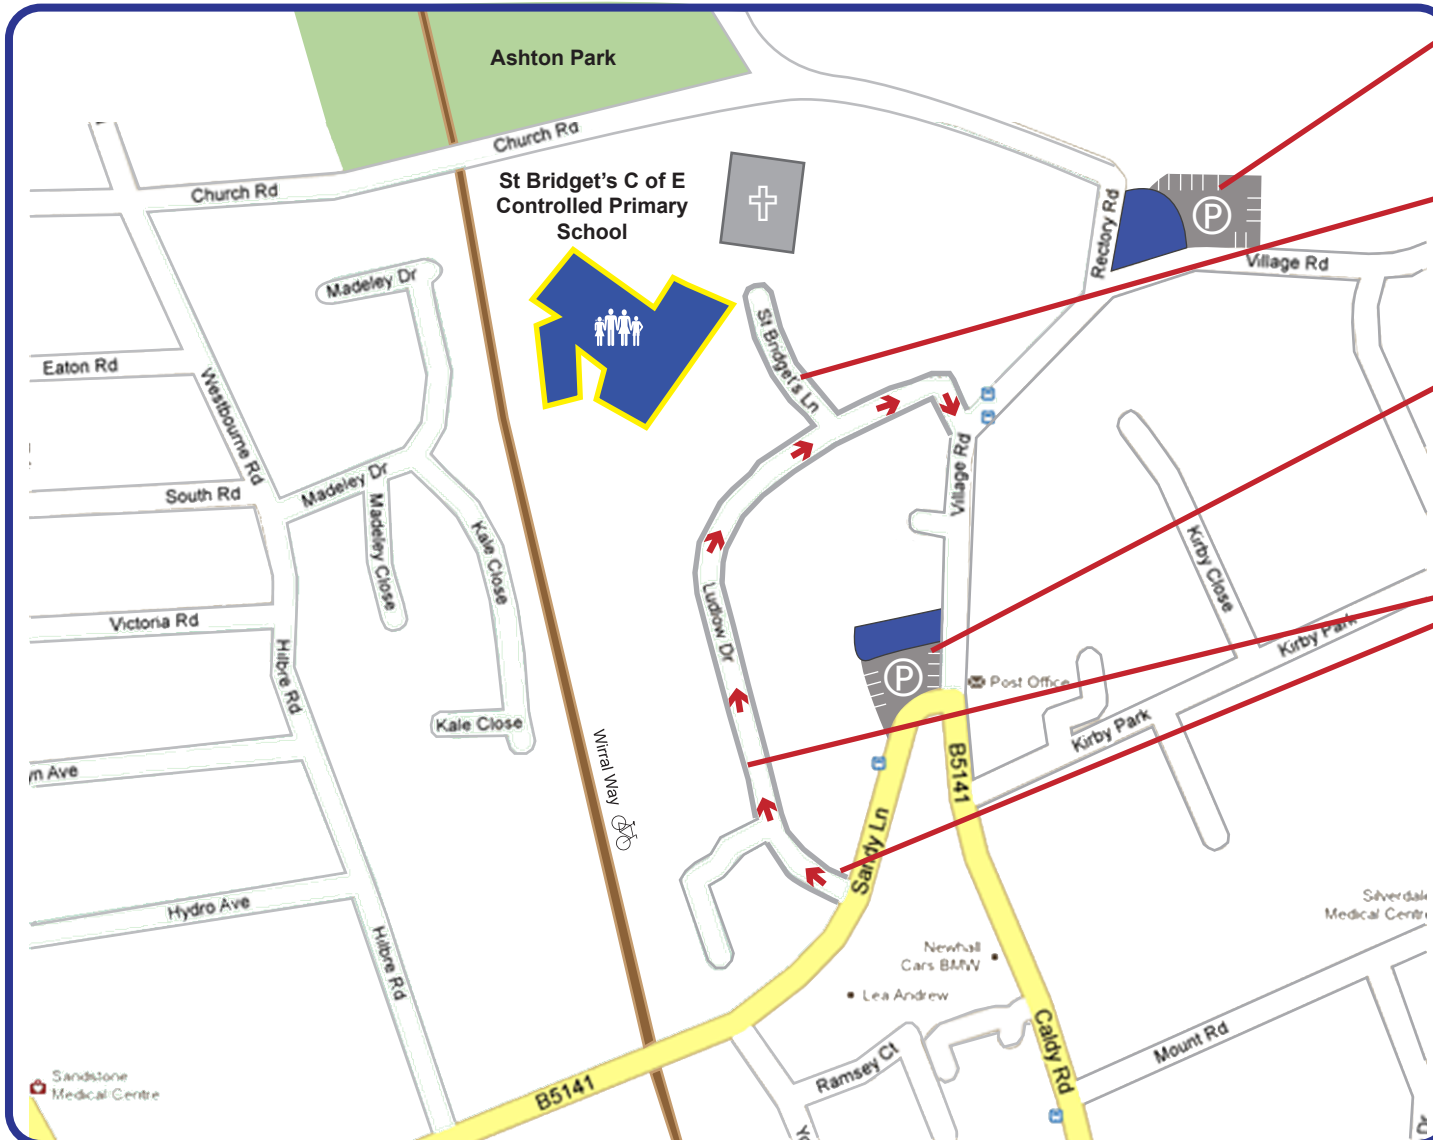 Ashton Park
Church Rd
Church Rd
St Bridget's C of E
Controlled Primary
School
Rectory Rd
P
Village Rd
Madeley Dr
St Bridget's Ln
Eaton Rd
Westbourne Rd
Village Rd
South Rd
Madeley Dr
Madeley Close
Kale Close
Kirby Close
Ludlow Dr
Victoria Rd
Hilbre Rd
Kirby Park
P
Post Office
Kale Close
Kirby Park
Wirral Way
B5141
yn Ave
Sandy Ln
Hydro Ave
Silverdale
Medical Centre
Hilbre Rd
Newhall
Cars BMW
Lea Andrew
Caldy Rd
Mount Rd
Ramsey Ct
Sandstone
Medical Centre
B5141